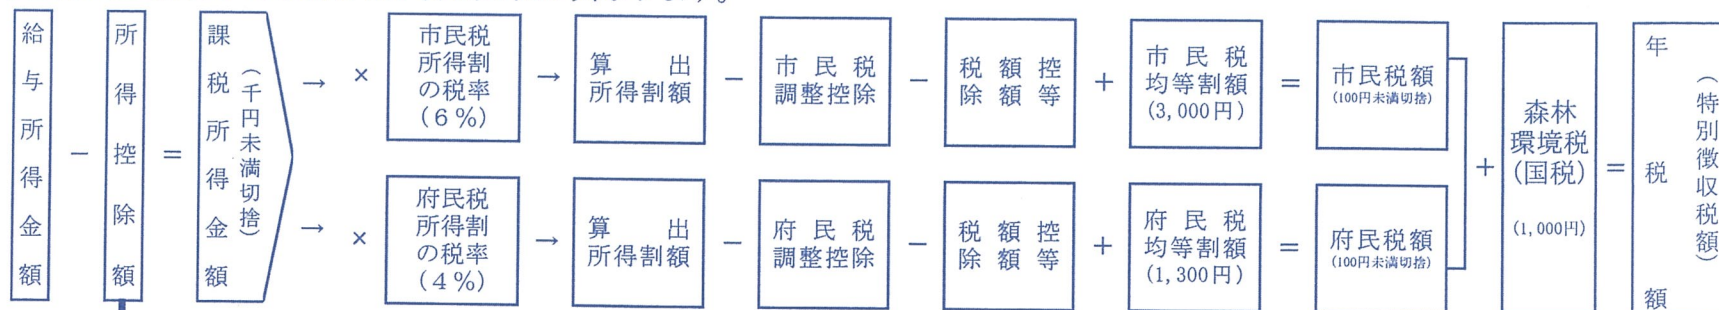 給与所得金額
－
所得控除額
＝
課税所得金額
（千円未満切捨）
→ ×
市民税
所得割
の税率
（6％）
→
算出
所得割額
－
市民税
調整控除
－
税額控
除額等
＋
市民税
均等割額
（3,000円）
＝
市民税額
（100円未満切捨）
→ ×
府民税
所得割
の税率
（4％）
→
算出
所得割額
－
府民税
調整控除
－
税額控
除額等
＋
府民税
均等割額
（1,300円）
＝
府民税額
（100円未満切捨）
＋
森林
環境税
（国税）
（1,000円）
＝
年税額
（特別徴収税額）